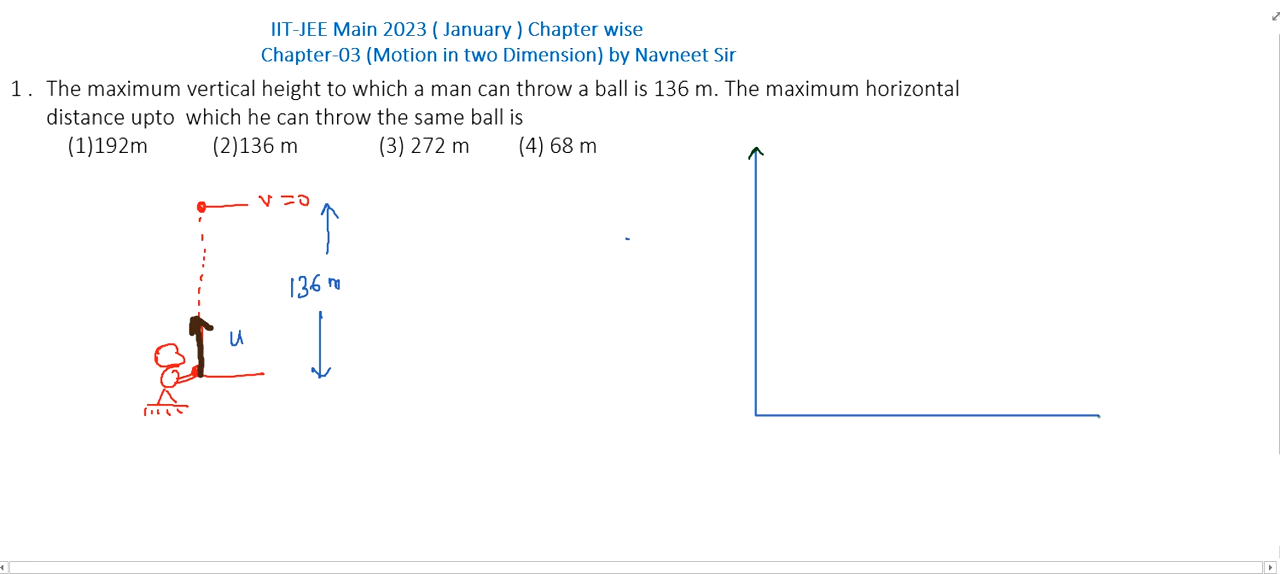 IIT-JEE Main 2023 ( January ) Chapter wise
Chapter-03 (Motion in two Dimension) by Navneet Sir
1 . The maximum vertical height to which a man can throw a ball is 136 m. The maximum horizontal
distance upto which he can throw the same ball is
(1)192m (2)136 m (3) 272 m (4) 68 m
v = 0
136 m
u